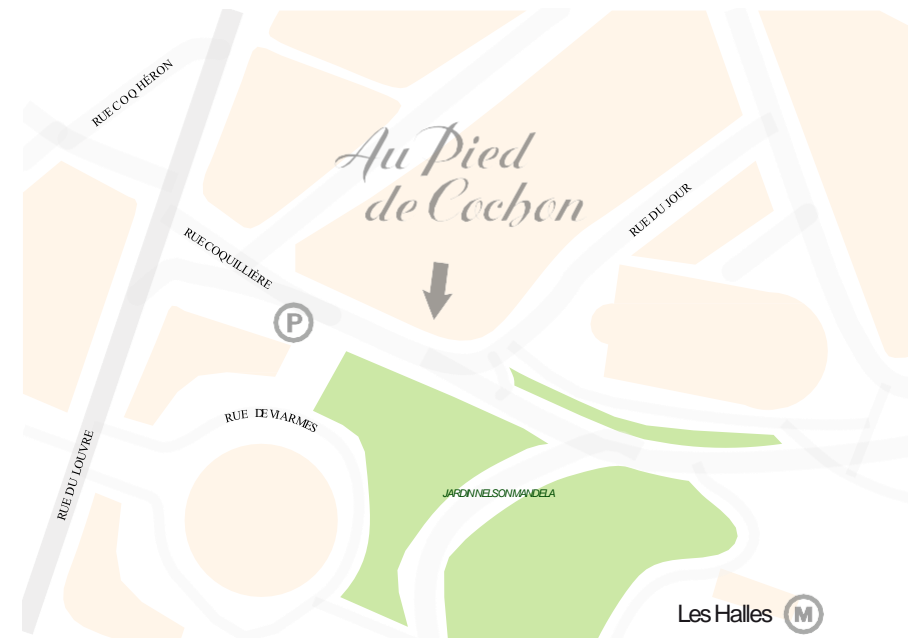 RUE COQ HÉRON
Au Pied
de Cochon
RUE DU JOUR
RUE COQUILLIÈRE
P
RUE DE VIARMES
RUE DU LOUVRE
JARDIN NELSON MANDELA
Les Halles M